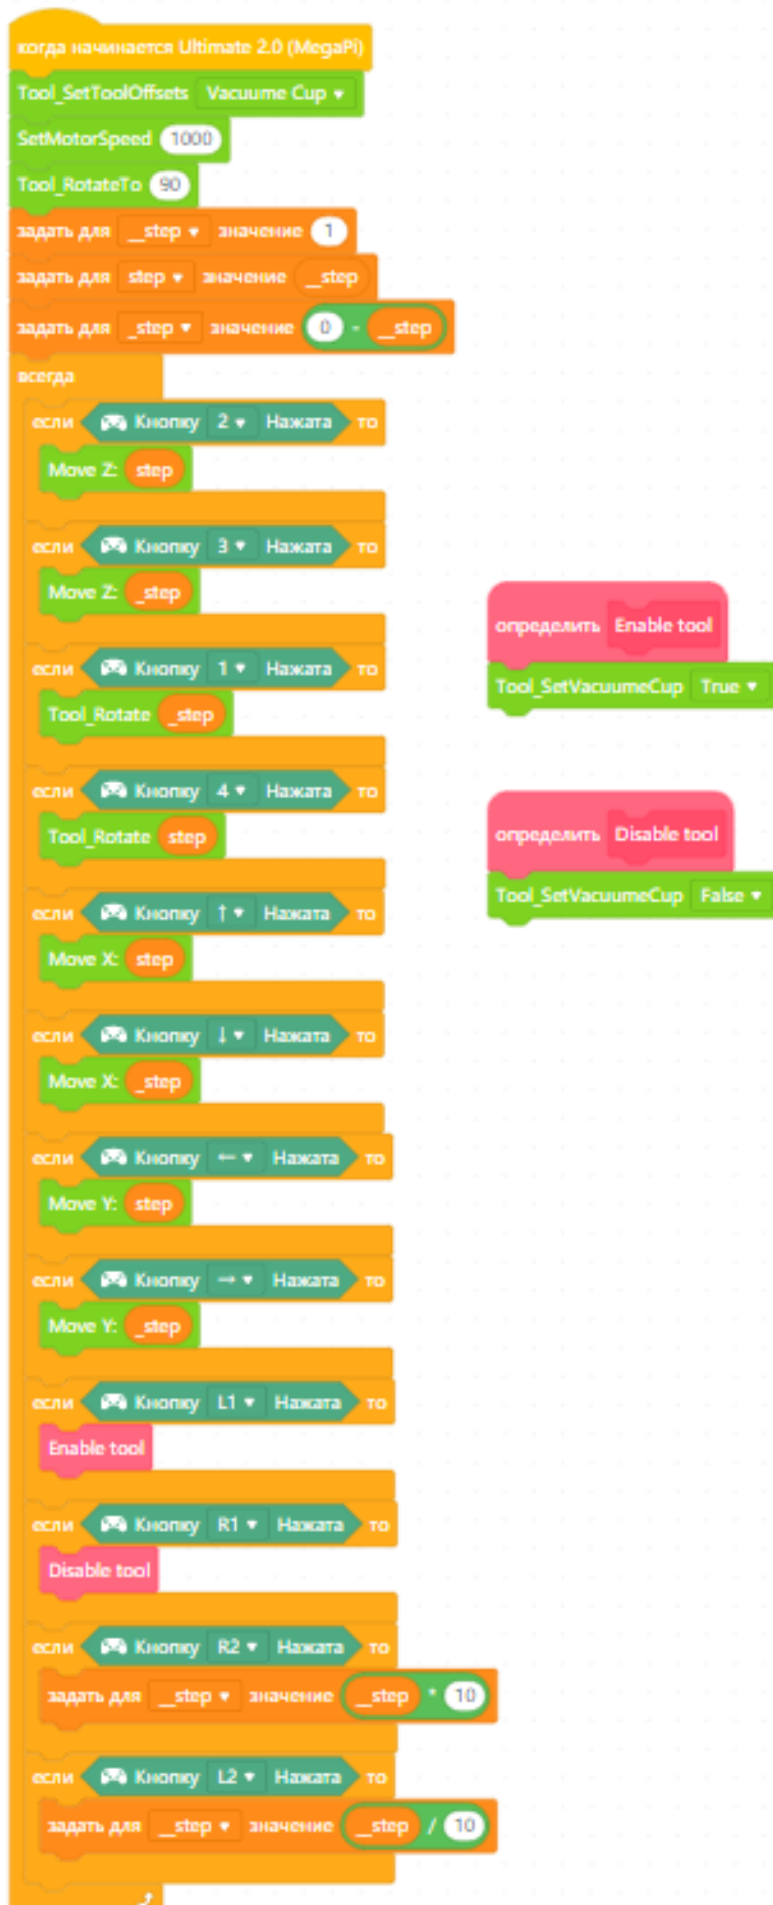 когда начинается Ultimate 2.0 (MegaPi)
Tool_SetToolOffsets Vacuume Cup
SetMotorSpeed 1000
Tool_RotateTo 90
задать для __step значение 1
задать для step значение __step
задать для _step значение 0 - __step
всегда
если Кнопку 2 Нажата то
Move Z: step
если Кнопку 3 Нажата то
Move Z: _step
если Кнопку 1 Нажата то
Tool_Rotate _step
если Кнопку 4 Нажата то
Tool_Rotate step
если Кнопку ↑ Нажата то
Move X: step
если Кнопку ↓ Нажата то
Move X: _step
если Кнопку ← Нажата то
Move Y: step
если Кнопку → Нажата то
Move Y: _step
если Кнопку L1 Нажата то
Enable tool
если Кнопку R1 Нажата то
Disable tool
если Кнопку R2 Нажата то
задать для __step значение __step * 10
если Кнопку L2 Нажата то
задать для __step значение __step / 10
определить Enable tool
Tool_SetVacuumeCup True
определить Disable tool
Tool_SetVacuumeCup False